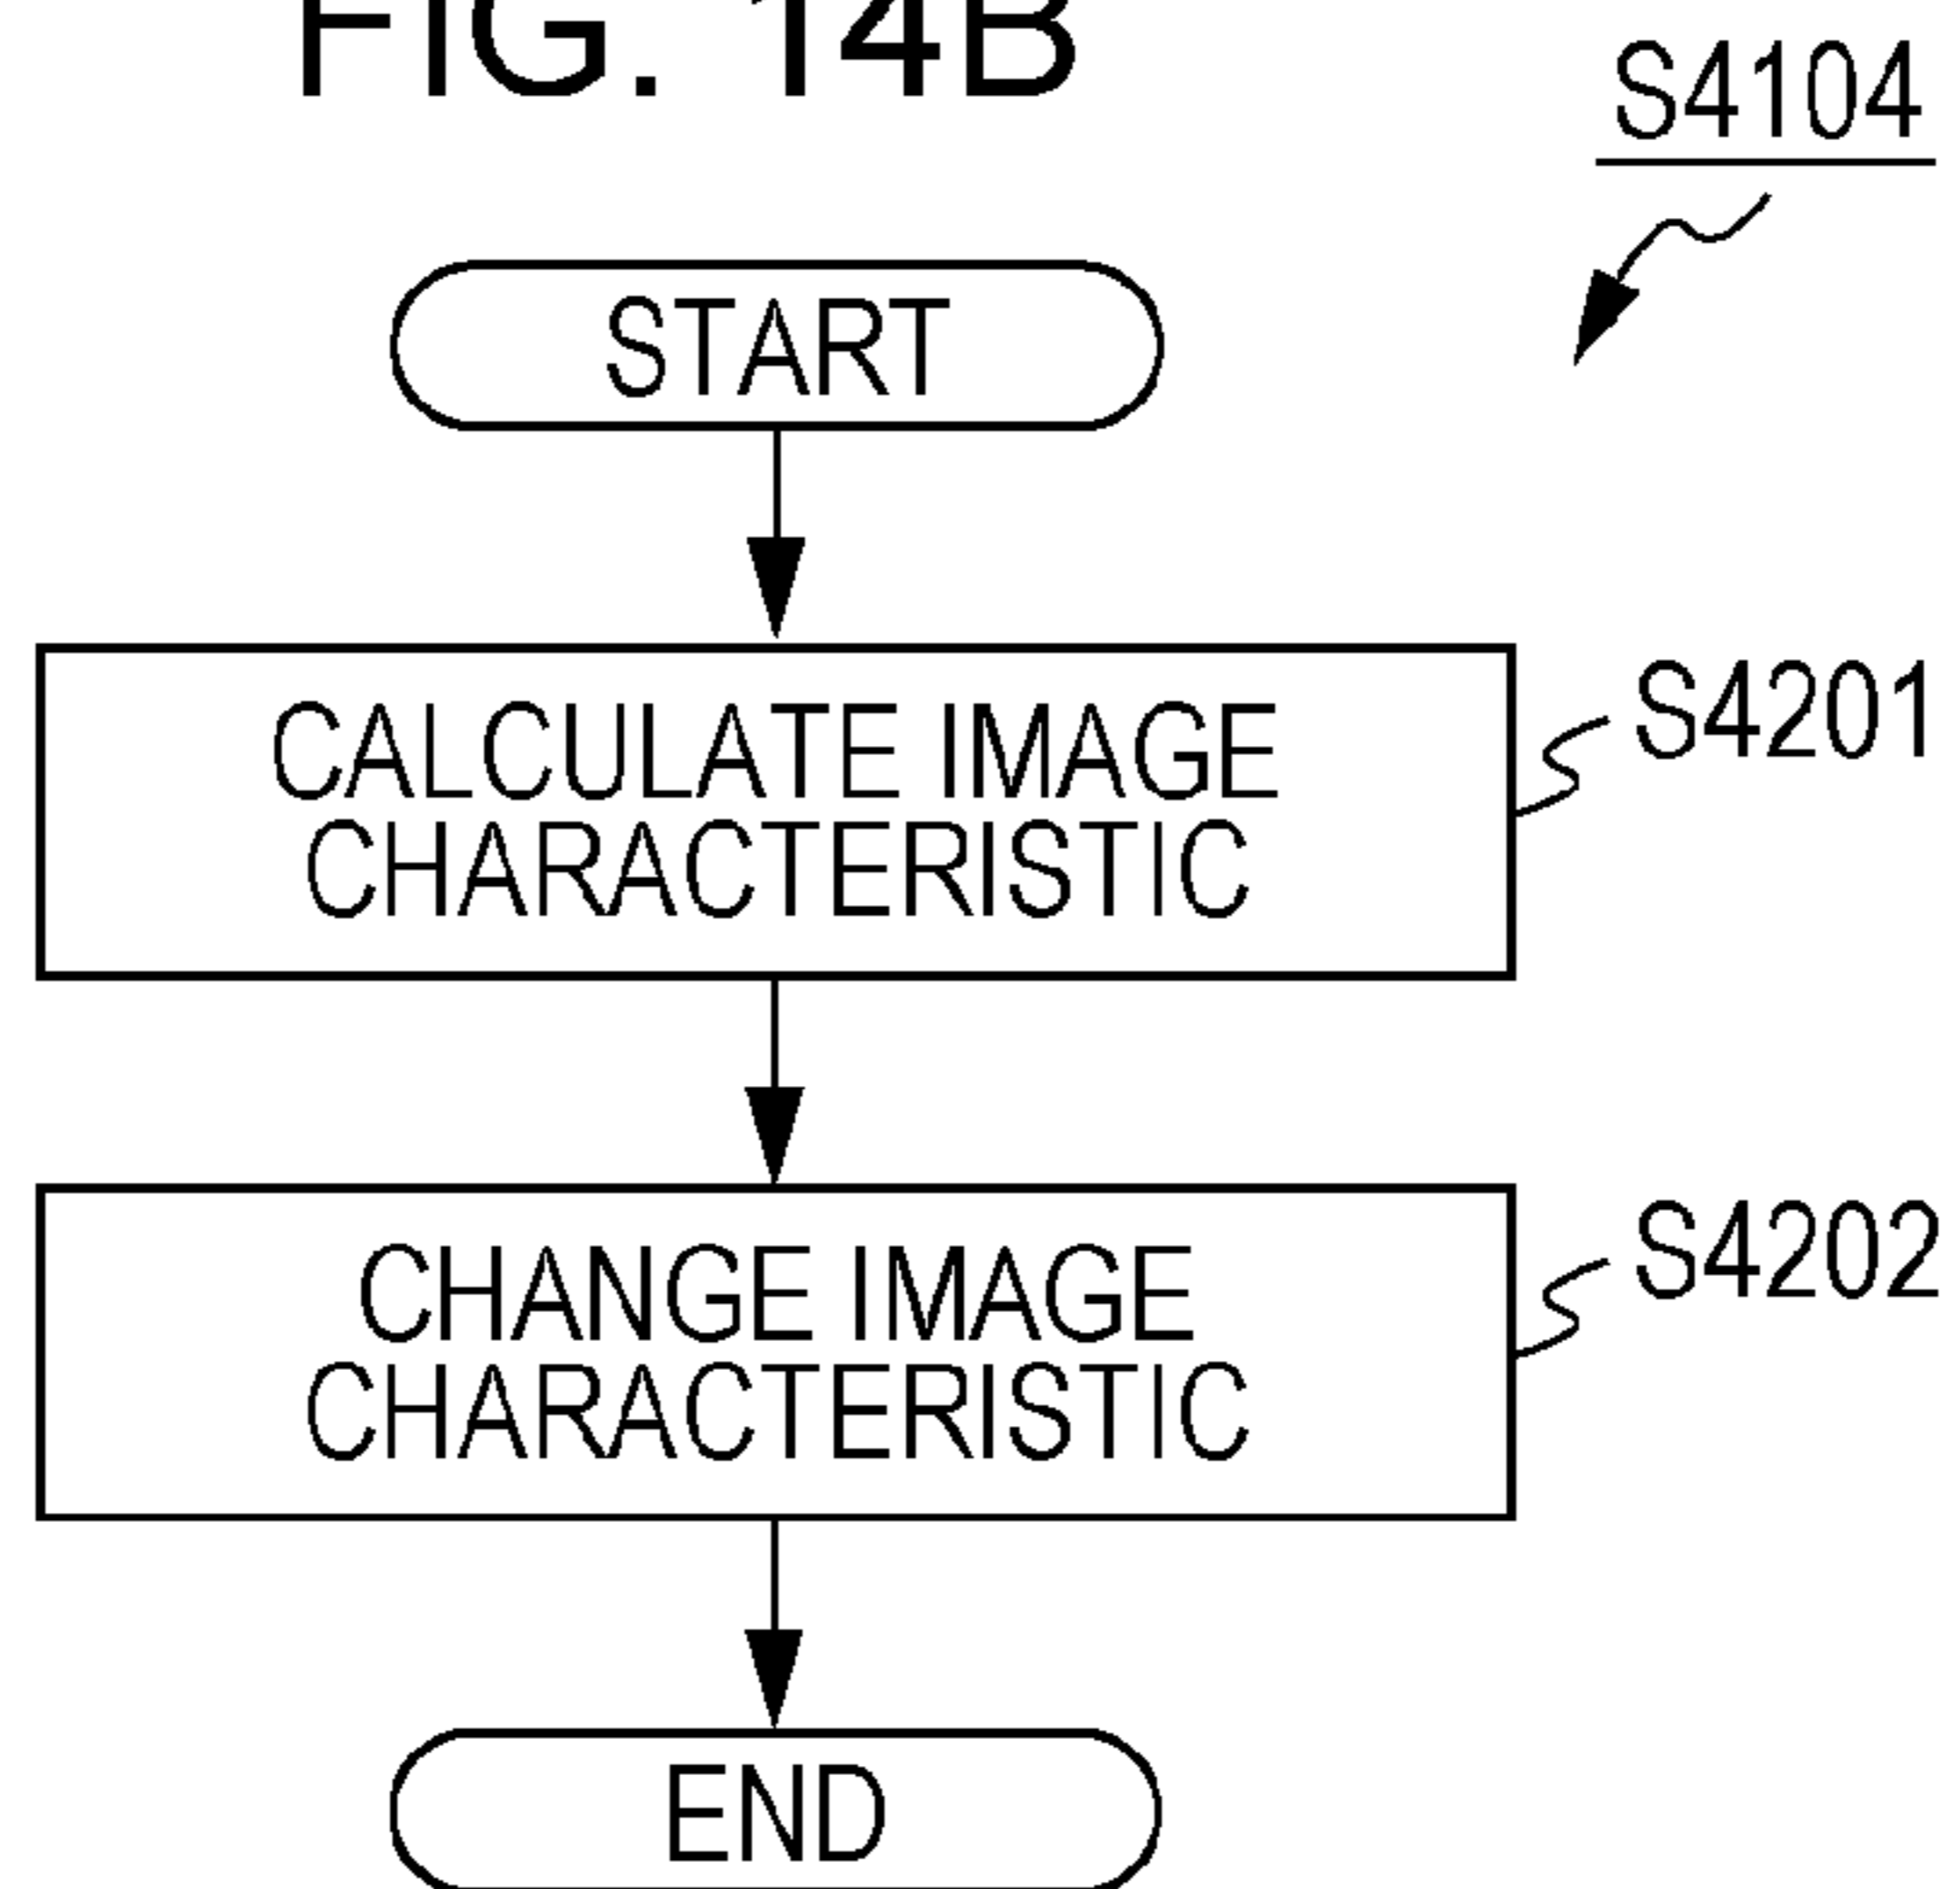 FIG. 14B
S4104
START
CALCULATE IMAGE
CHARACTERISTIC
S4201
CHANGE IMAGE
CHARACTERISTIC
S4202
END